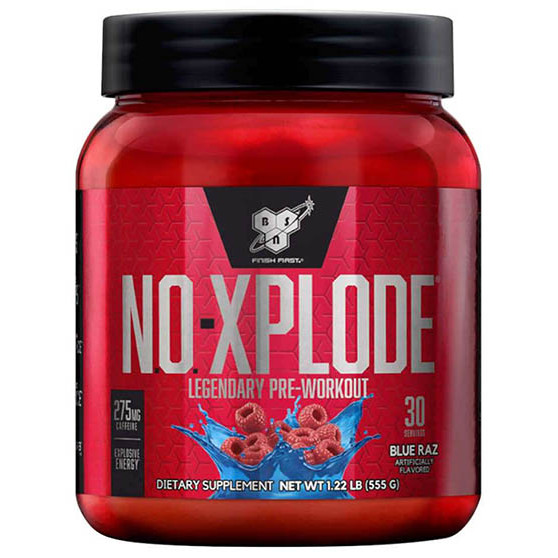 BSN
FINISH FIRST.
N.O.-XPLODE
LEGENDARY PRE-WORKOUT
275MG
CAFFEINE
EXPLOSIVE
ENERGY
30
SERVINGS
BLUE RAZ
ARTIFICIALLY
FLAVORED
DIETARY SUPPLEMENT NET WT 1.22 LB (555 G)